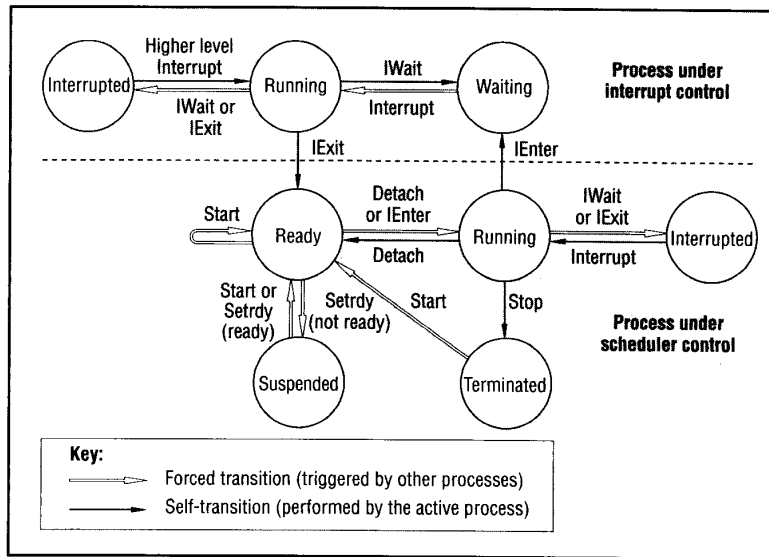 Higher level
Interrupt
IWait
Process under
interrupt control
Interrupted
Running
Waiting
IWait or
IExit
Interrupt
IExit
IEnter
Start
Detach
or IEnter
IWait
or IExit
Ready
Running
Interrupted
Detach
Interrupt
Start or
Setrdy
(ready)
Setrdy
(not ready)
Start
Stop
Process under
scheduler control
Suspended
Terminated
Key:
Forced transition (triggered by other processes)
Self-transition (performed by the active process)